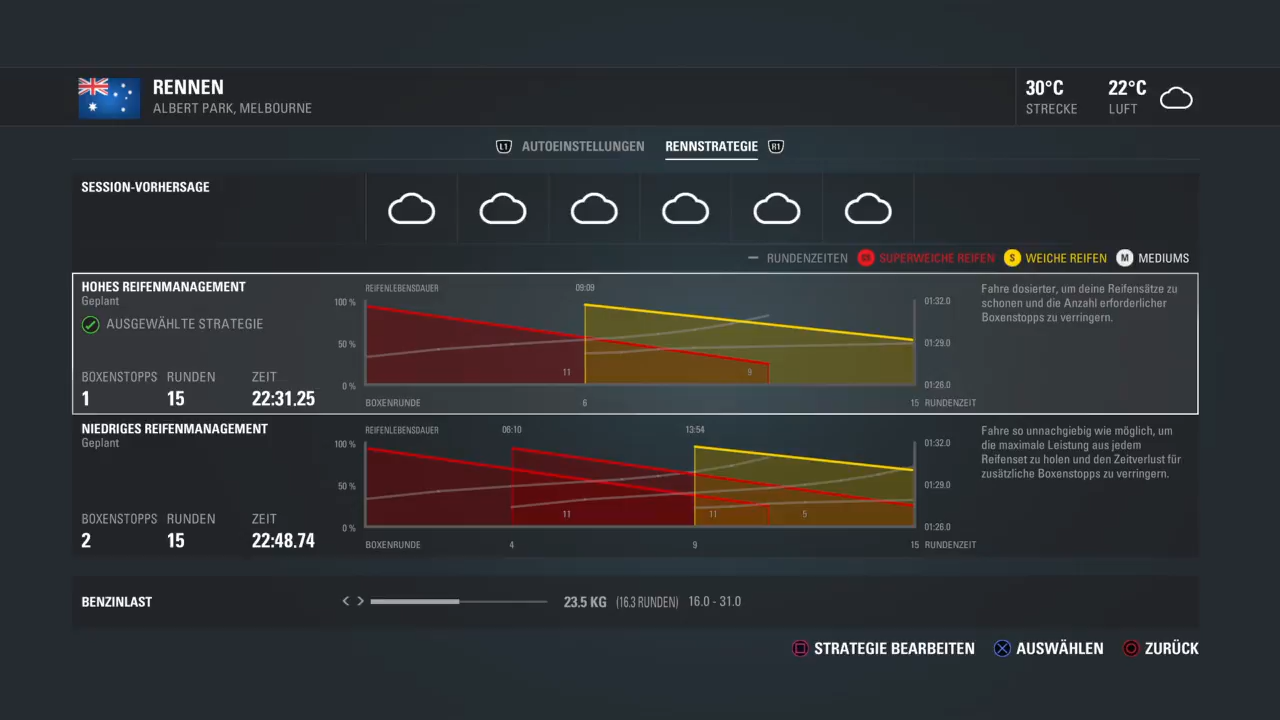 RENNEN
ALBERT PARK, MELBOURNE
30°C
STRECKE
22°C
LUFT
L1 AUTOEINSTELLUNGEN RENNSTRATEGIE R1
SESSION-VORHERSAGE
RUNDENZEITEN SS SUPERWEICHE REIFEN S WEICHE REIFEN M MEDIUMS
HOHES REIFENMANAGEMENT
Geplant
AUSGEWÄHLTE STRATEGIE
BOXENSTOPPS RUNDEN ZEIT
1 15 22:31.25
REIFENLEBENSDAUER 09:09
100 % 01:32.0
50 % 01:29.0
11 9
0 % 01:26.0
BOXENRUNDE 6 15 RUNDENZEIT
Fahre dosierter, um deine Reifensätze zu
schonen und die Anzahl erforderlicher
Boxenstopps zu verringern.
NIEDRIGES REIFENMANAGEMENT
Geplant
BOXENSTOPPS RUNDEN ZEIT
2 15 22:48.74
REIFENLEBENSDAUER 06:10 13:54
100 % 01:32.0
50 % 01:29.0
11 11 5
0 % 01:26.0
BOXENRUNDE 4 9 15 RUNDENZEIT
Fahre so unnachgiebig wie möglich, um
die maximale Leistung aus jedem
Reifenset zu holen und den Zeitverlust für
zusätzliche Boxenstopps zu verringern.
BENZINLAST < > 23.5 KG (16.3 RUNDEN) 16.0 - 31.0
STRATEGIE BEARBEITEN AUSWÄHLEN ZURÜCK